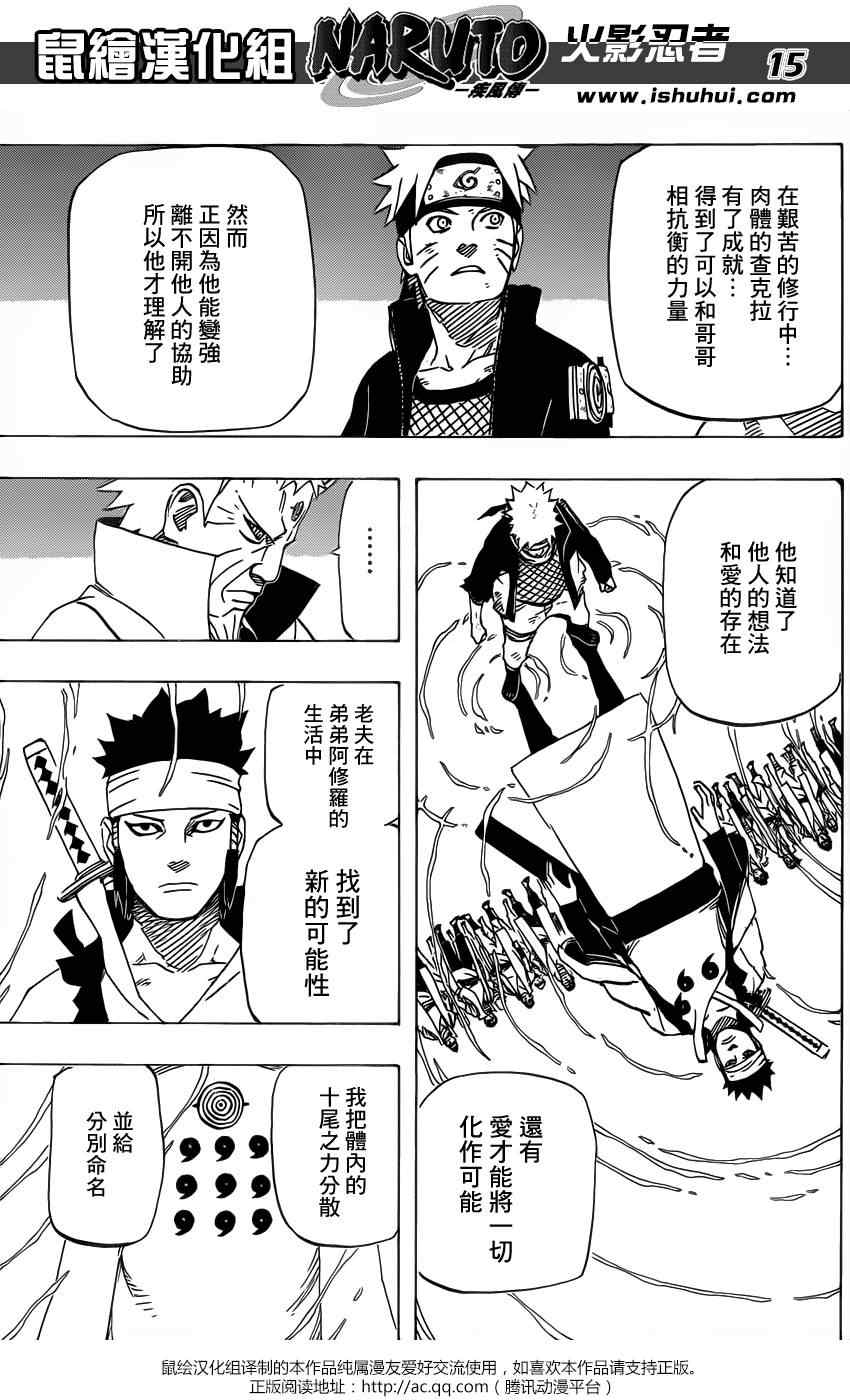 鼠繪漢化組
NARUTO
疾風傳
火影忍者
15
www.ishuhui.com
在艱苦的修行中…
肉體的查克拉
有了成就…
得到了可以和哥哥
相抗衡的力量
然而
正因為他能變強
離不開他人的協助
所以他才理解了
他知道了
他人的想法
和愛的存在
還有
愛才能將一切
化作可能
……
老夫在
弟弟阿修羅的
生活中
找到了
新的可能性
我把體內的
十尾之力分散
並給
分別命名
鼠绘汉化组译制的本作品纯属漫友爱好交流使用，如喜欢本作品请支持正版。
正版阅读地址：http://ac.qq.com（腾讯动漫平台）